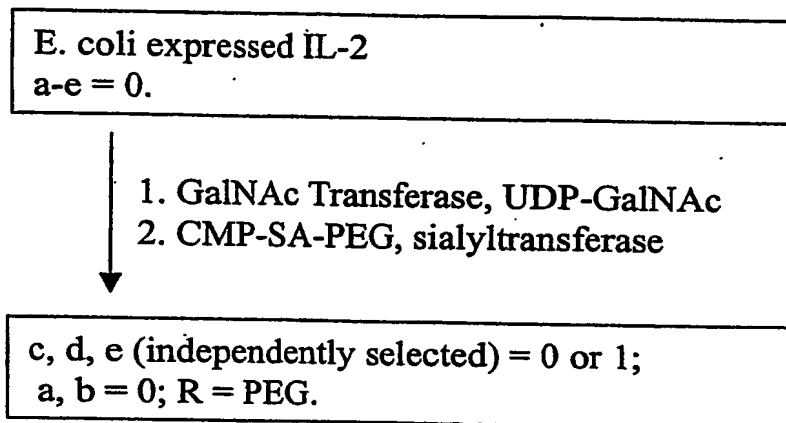 E. coli expressed IL-2
a-e = 0.
1. GalNAc Transferase, UDP-GalNAc
2. CMP-SA-PEG, sialyltransferase
c, d, e (independently selected) = 0 or 1;
a, b = 0; R = PEG.